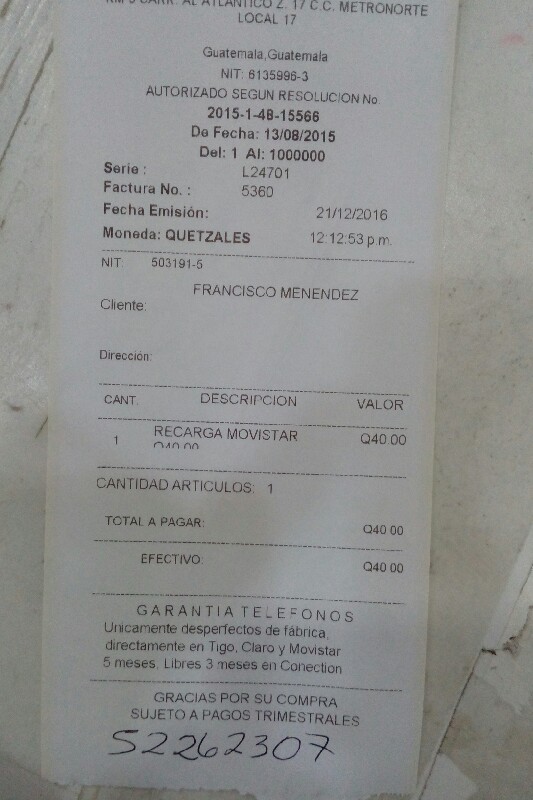 KM 5 CARR. AL ATLANTICO Z. 17 C.C. METRONORTE
LOCAL 17
Guatemala,Guatemala
NIT: 6135996-3
AUTORIZADO SEGUN RESOLUCION No.
2015-1-48-15566
De Fecha: 13/08/2015
Del: 1 Al: 1000000
Serie : L24701
Factura No. : 5360
Fecha Emisión: 21/12/2016
Moneda: QUETZALES 12:12:53 p.m.
NIT: 503191-5
FRANCISCO MENENDEZ
Cliente:
Dirección:
CANT. DESCRIPCION VALOR
1 RECARGA MOVISTAR Q40.00
Q40.00
CANTIDAD ARTICULOS: 1
TOTAL A PAGAR: Q40.00
EFECTIVO: Q40.00
GARANTIA TELEFONOS
Unicamente desperfectos de fábrica,
directamente en Tigo, Claro y Movistar
5 meses, Libres 3 meses en Conection
GRACIAS POR SU COMPRA
SUJETO A PAGOS TRIMESTRALES
52262307